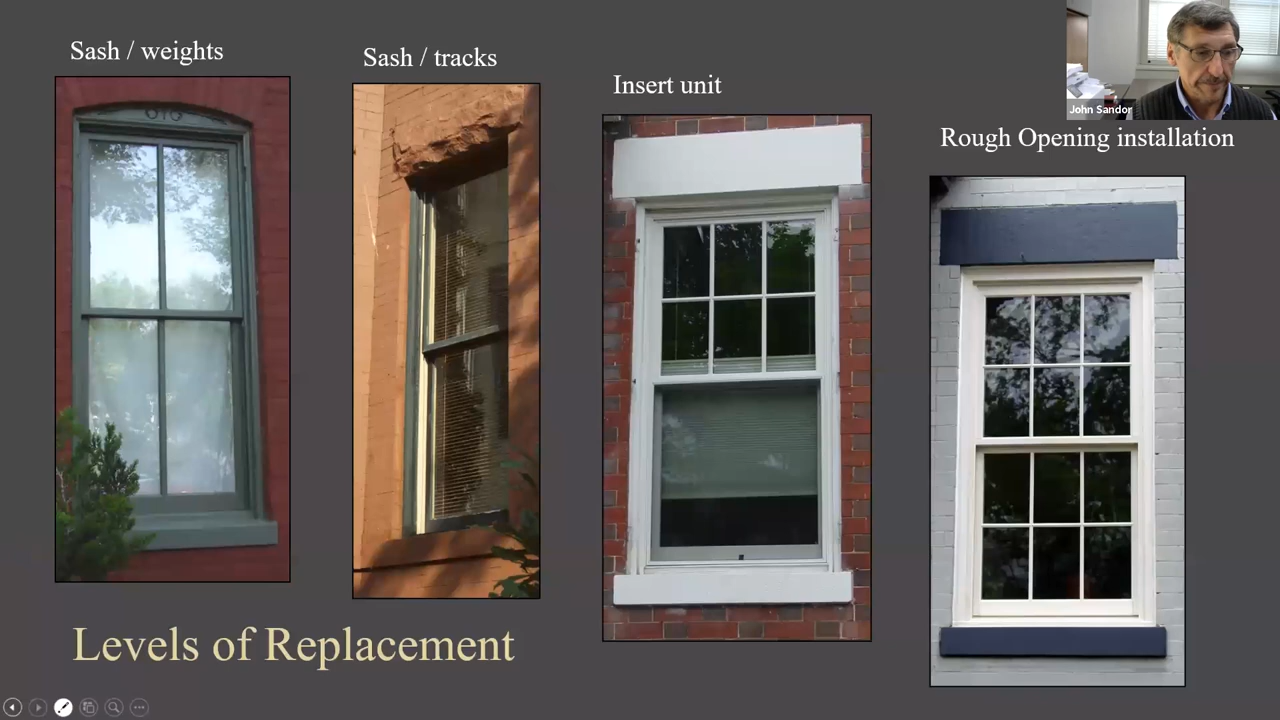 Sash / weights
Sash / tracks
Insert unit
John Sandor
Rough Opening installation
Levels of Replacement